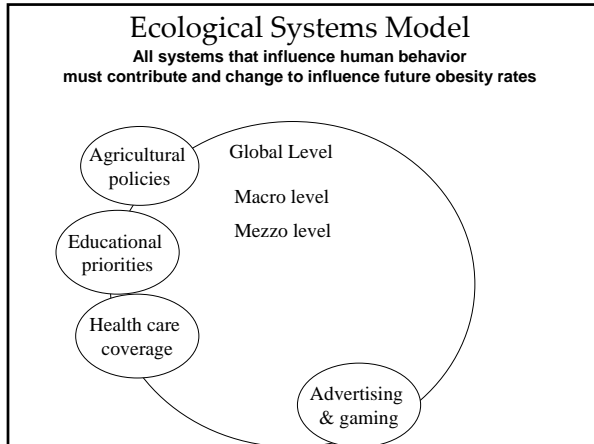 Ecological Systems Model
All systems that influence human behavior
must contribute and change to influence future obesity rates
Agricultural
policies
Global Level
Macro level
Mezzo level
Educational
priorities
Health care
coverage
Advertising
& gaming